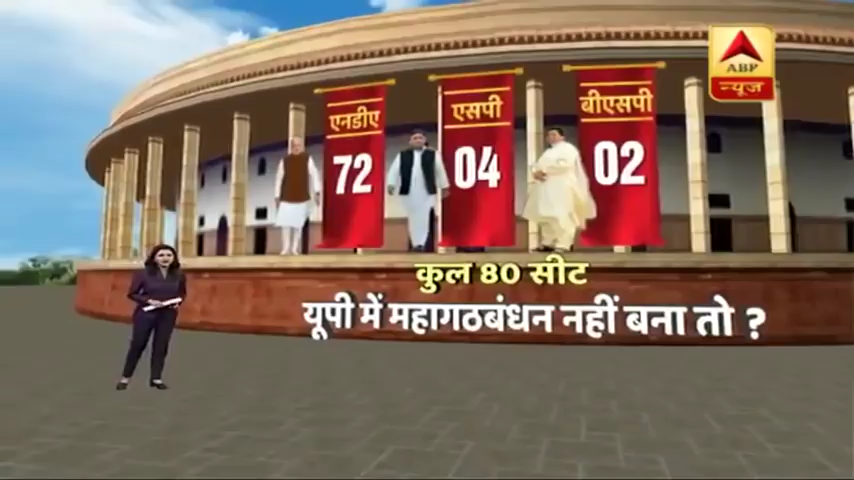 ABP
न्यूज़
एनडीए
72
एसपी
04
बीएसपी
02
कुल 80 सीट
यूपी में महागठबंधन नहीं बना तो ?